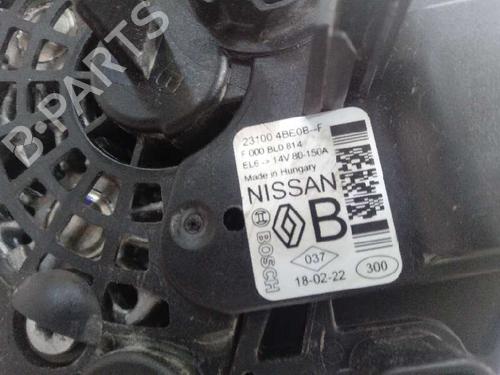 B-PARTS
23100 4BE0B--F
F 000 BL0 814
EL6 -> 14V 80-150A
Made in Hungary
NISSAN
BOSCH
B
037
18-02-22
300